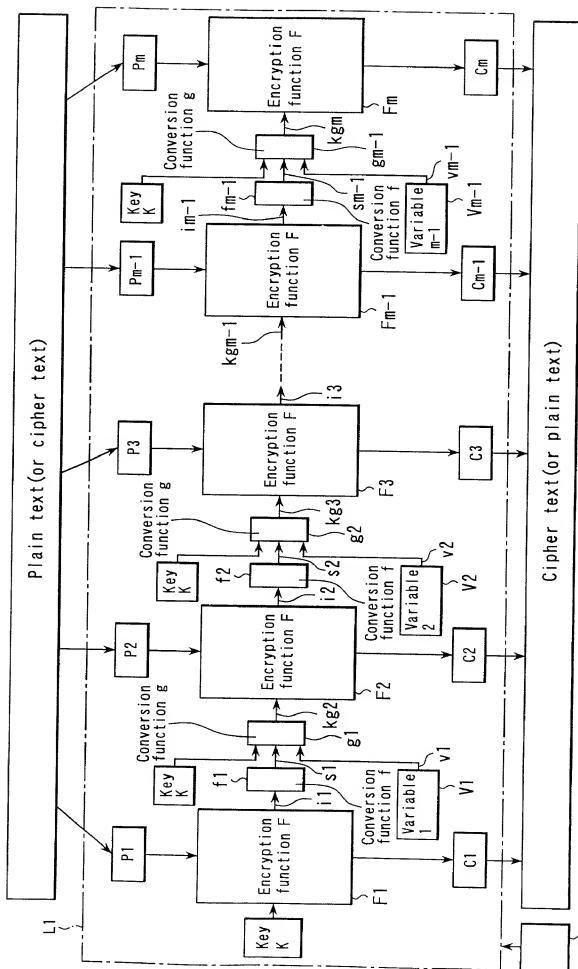 L1
Plain text(or cipher text)
P1
P2
P3
Pm-1
Pm
Key
K
Encryption
function F
F1
i1
f1
Key
K
Conversion
function g
s1
g1
kg2
Conversion
function f
Variable
1
V1
v1
Encryption
function F
F2
i2
f2
Key
K
Conversion
function g
s2
g2
kg3
Conversion
function f
Variable
2
V2
v2
Encryption
function F
F3
i3
kgm-1
Encryption
function F
Fm-1
im-1
fm-1
Key
K
Conversion
function g
sm-1
gm-1
kgm
Conversion
function f
Variable
m-1
Vm-1
vm-1
Encryption
function F
Fm
C1
C2
C3
Cm-1
Cm
Cipher text(or plain text)